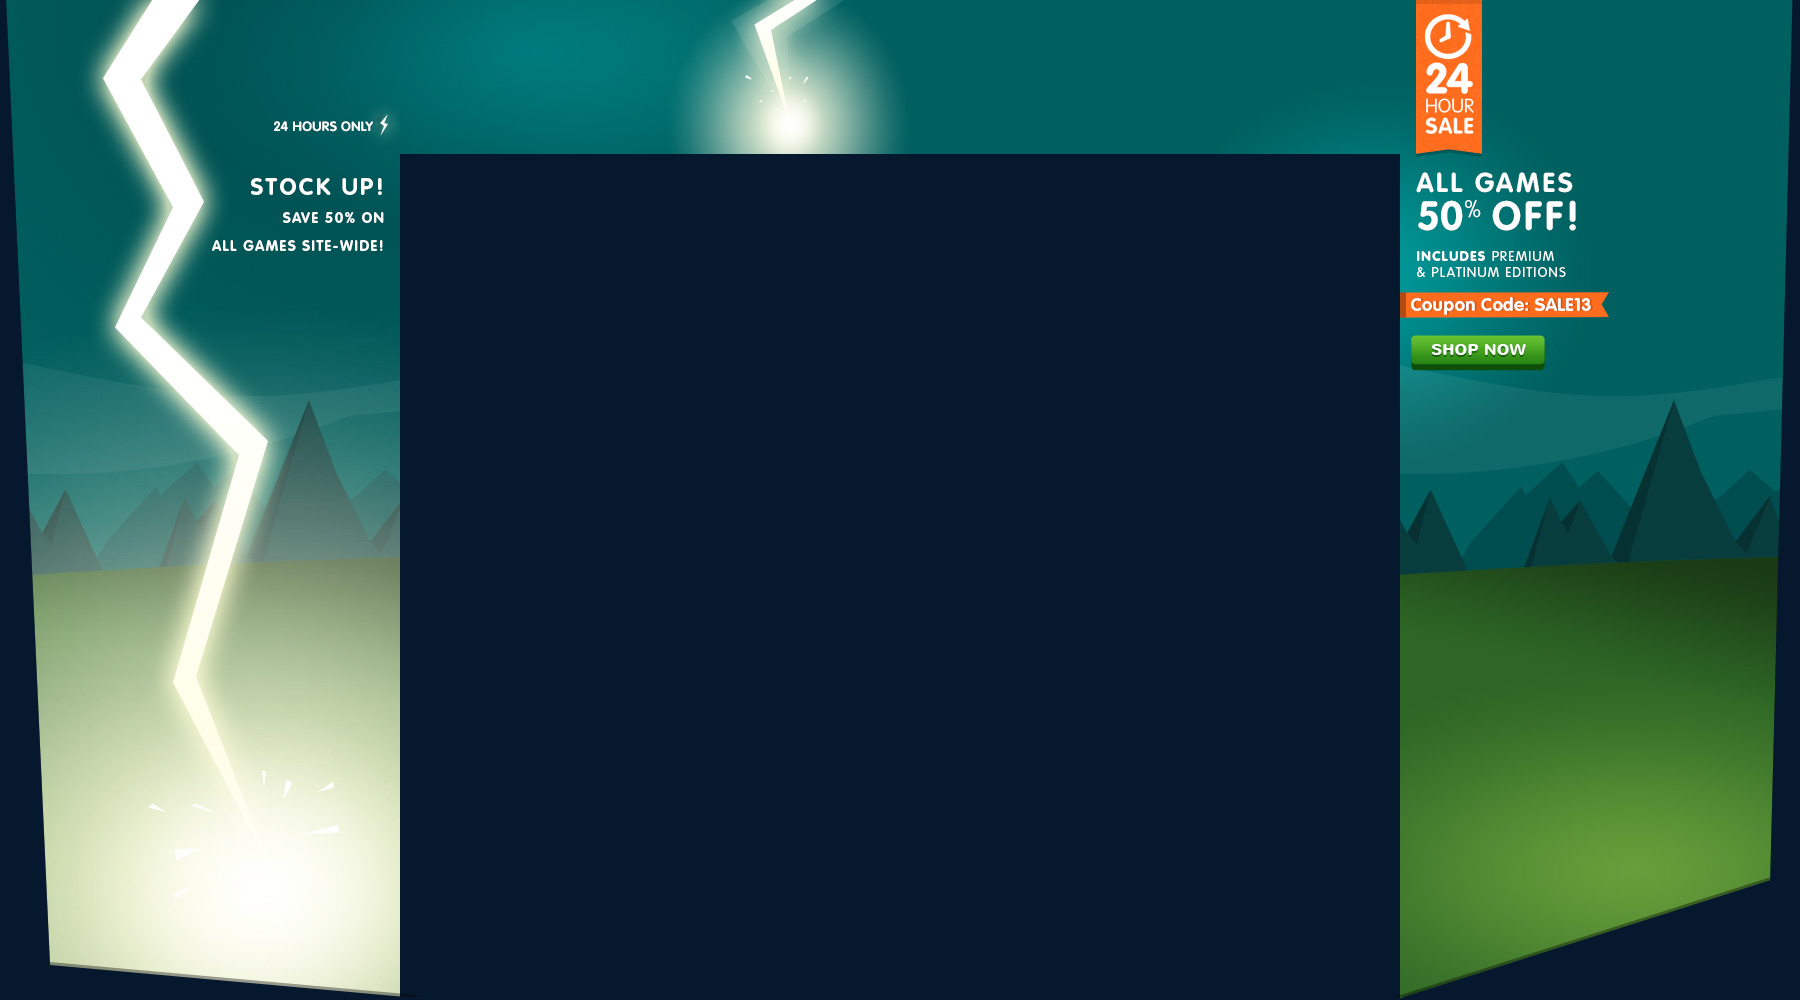 24 HOURS ONLY
STOCK UP!
SAVE 50% ON
ALL GAMES SITE-WIDE!
24
HOUR
SALE
ALL GAMES
50% OFF!
INCLUDES PREMIUM
& PLATINUM EDITIONS
Coupon Code: SALE13
SHOP NOW